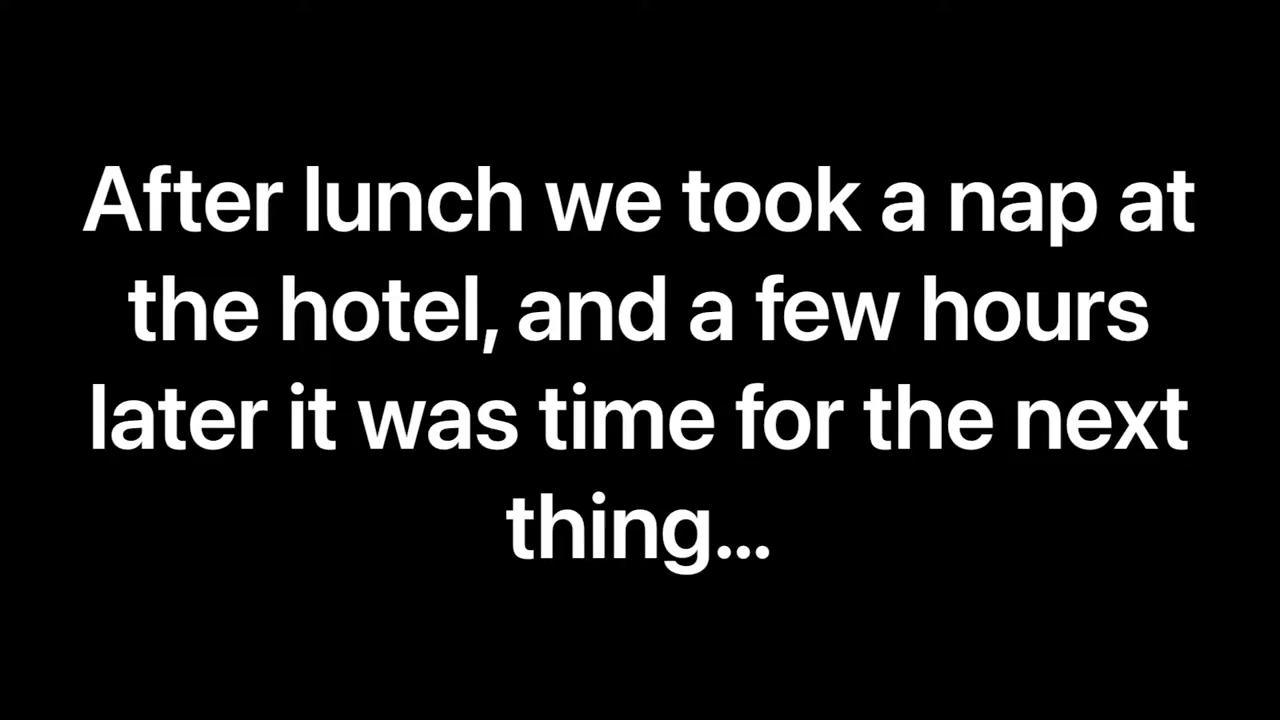 After lunch we took a nap at
the hotel, and a few hours
later it was time for the next
thing...